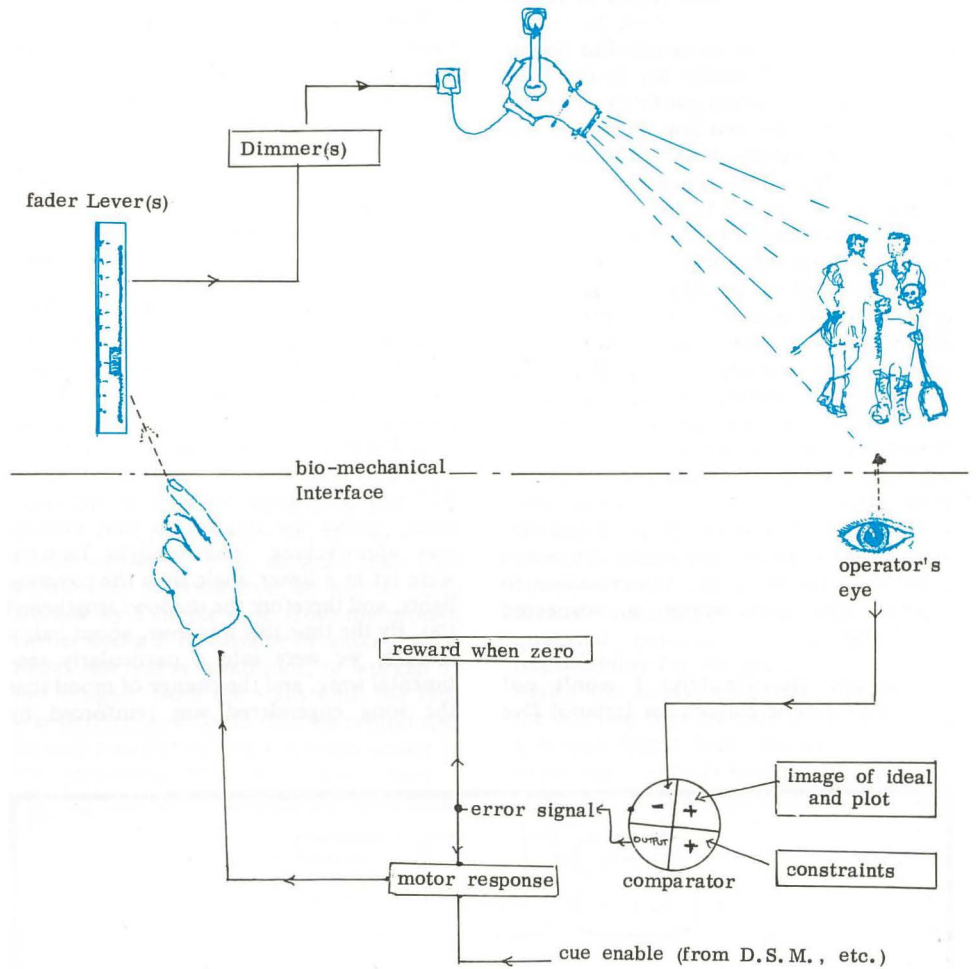 Dimmer(s)
fader Lever(s)
bio-mechanical
Interface
operator's
eye
reward when zero
image of ideal
and plot
error signal
- +
OUTPUT +
constraints
comparator
motor response
cue enable (from D.S.M., etc.)